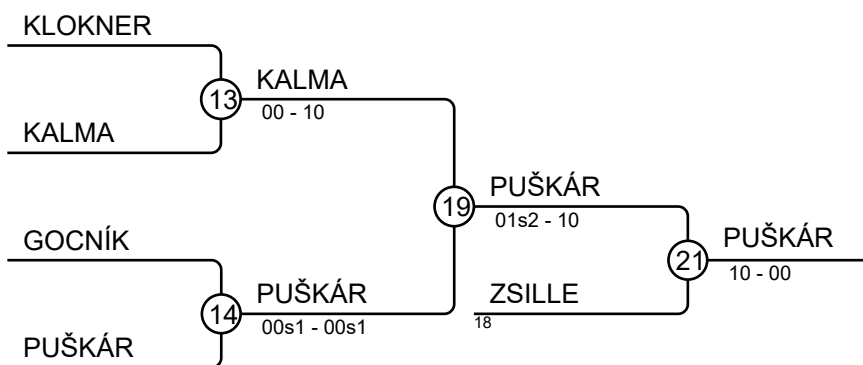 KLOKNER
13
KALMA
00 - 10
KALMA
19
PUŠKÁR
01s2 - 10
GOCNÍK
21
PUŠKÁR
10 - 00
14
PUŠKÁR
00s1 - 00s1
ZSILLE
18
PUŠKÁR